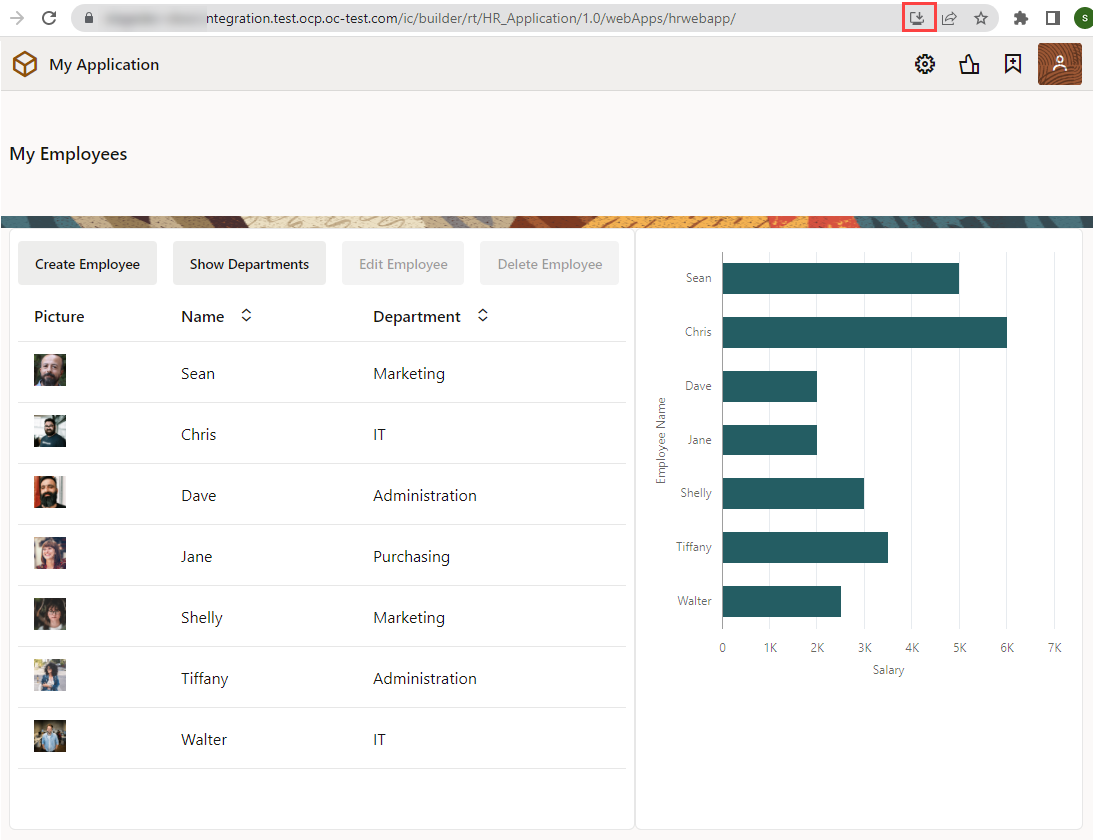 ntegration.test.ocp.oc-test.com/ic/builder/rt/HR_Application/1.0/webApps/hrwebapp/
S
My Application
My Employees
Create Employee Show Departments Edit Employee Delete Employee
Picture Name Department
Sean Marketing
Chris IT
Dave Administration
Jane Purchasing
Shelly Marketing
Tiffany Administration
Walter IT
Employee Name
Sean
Chris
Dave
Jane
Shelly
Tiffany
Walter
0 1K 2K 3K 4K 5K 6K 7K
Salary